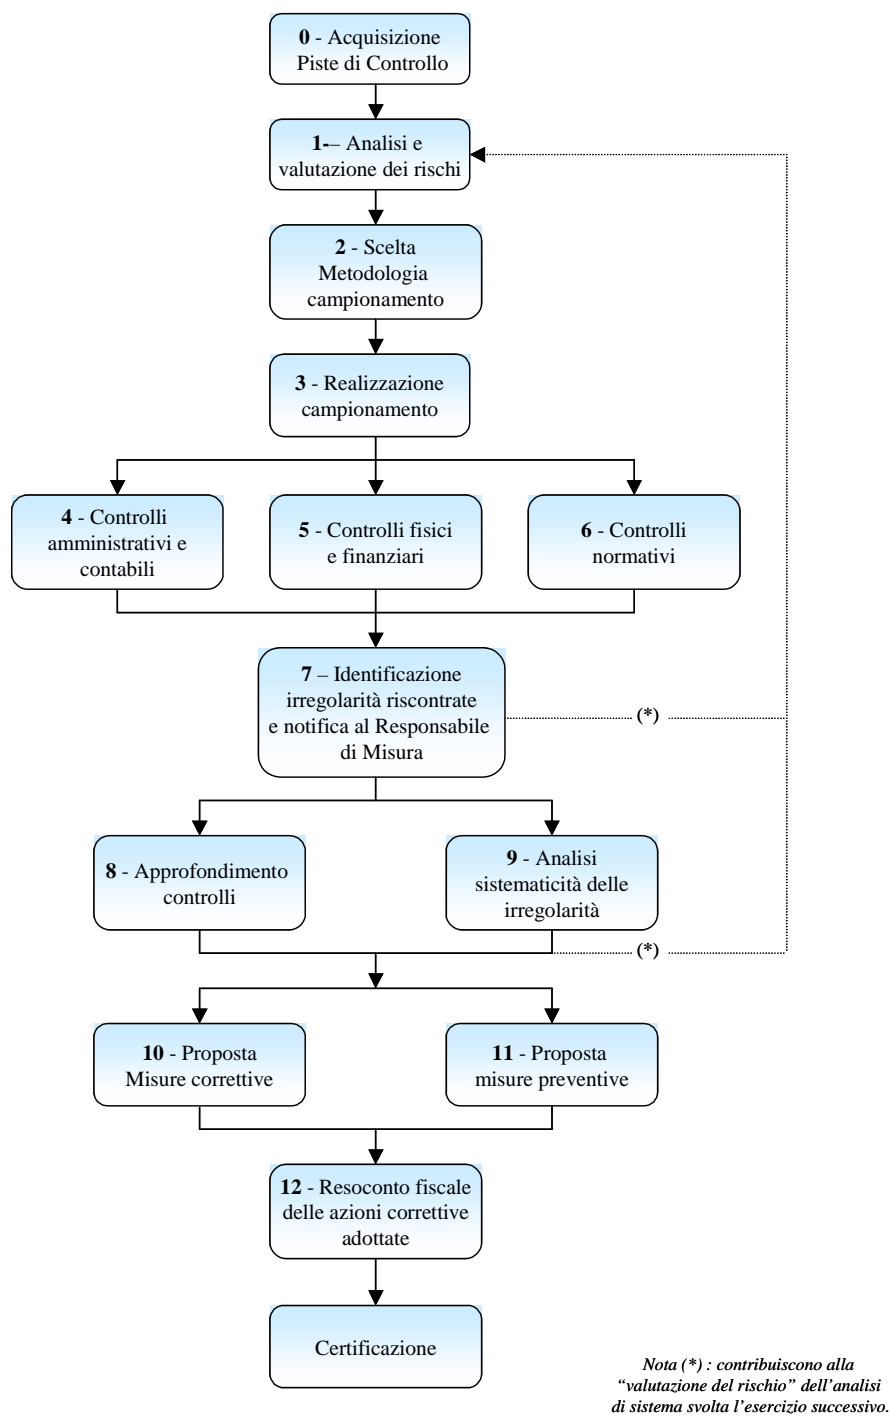 0 - Acquisizione
Piste di Controllo
1-– Analisi e
valutazione dei rischi
2 - Scelta
Metodologia
campionamento
3 - Realizzazione
campionamento
4 - Controlli
amministrativi e
contabili
5 - Controlli fisici
e finanziari
6 - Controlli
normativi
7 – Identificazione
irregolarità riscontrate
e notifica al Responsabile
di Misura
(*)
8 - Approfondimento
controlli
9 - Analisi
sistematicità delle
irregolarità
(*)
10 - Proposta
Misure correttive
11 - Proposta
misure preventive
12 - Resoconto fiscale
delle azioni correttive
adottate
Certificazione
Nota (*) : contribuiscono alla
“valutazione del rischio” dell’analisi
di sistema svolta l’esercizio successivo.